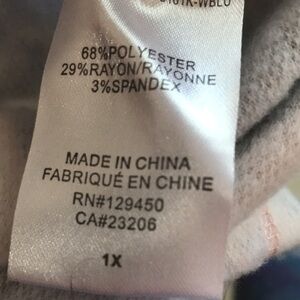 68%POLYESTER
29%RAYON/RAYONNE
3%SPANDEX
MADE IN CHINA
FABRIQUÉ EN CHINE
RN#129450
CA#23206
1X